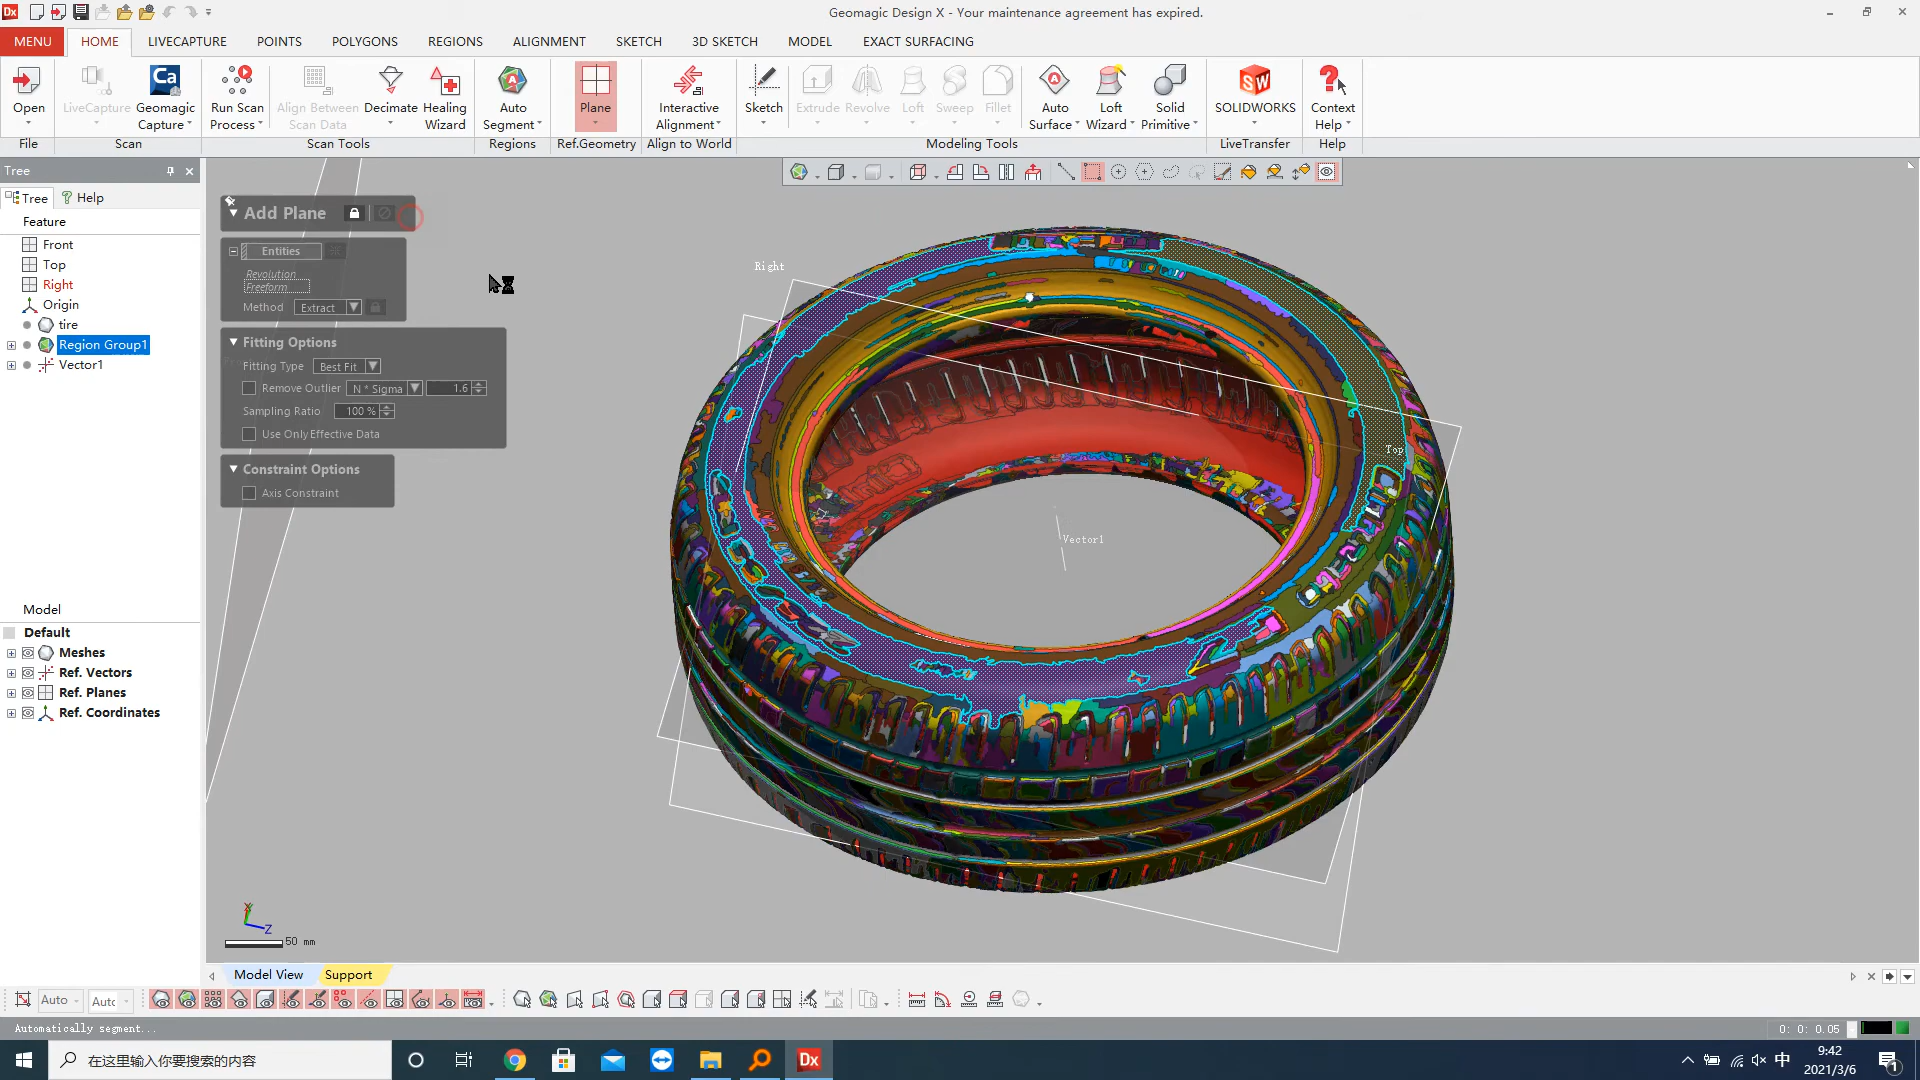 Dx
Geomagic Design X - Your maintenance agreement has expired.
MENU HOME LIVECAPTURE POINTS POLYGONS REGIONS ALIGNMENT SKETCH 3D SKETCH MODEL EXACT SURFACING
Open
File
LiveCapture
Geomagic Capture
Ca
Scan
Run Scan Process
Align Between Scan Data
Decimate
Healing Wizard
Scan Tools
Auto Segment
Regions
Plane
Ref.Geometry
Interactive Alignment
Align to World
Sketch
Extrude
Revolve
Loft
Sweep
Fillet
Auto Surface
Loft Wizard
Solid Primitive
Modeling Tools
SOLIDWORKS
LiveTransfer
Context Help
Help
Tree
Tree Help
Feature
Front
Top
Right
Origin
tire
Region Group1
Vector1
Model
Default
Meshes
Ref. Vectors
Ref. Planes
Ref. Coordinates
Add Plane
Entities
Revolution
Freeform
Method Extract
Fitting Options
Fitting Type Best Fit
Remove Outlier N * Sigma 1.6
Sampling Ratio 100 %
Use Only Effective Data
Constraint Options
Axis Constraint
Right
Top
Vector1
X
Z
50 mm
Model View Support
Auto Auto
Automatically segment...
0: 0: 0.05
在这里输入你要搜索的内容
Dx
中
9:42
2021/3/6
1